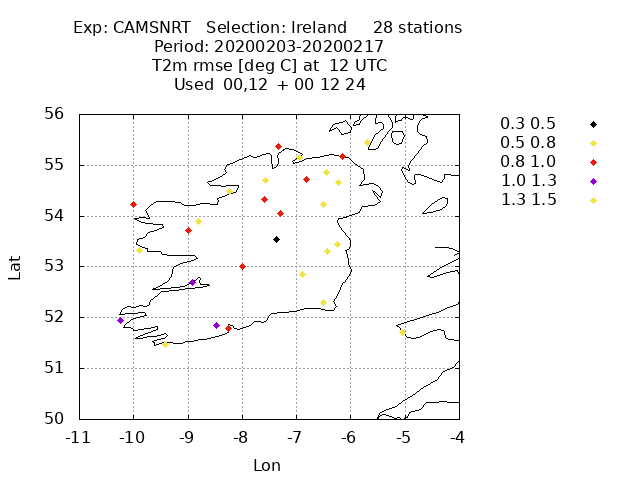 Exp: CAMSNRT   Selection: Ireland     28 stations
Period: 20200203-20200217
T2m rmse [deg C] at  12 UTC
Used  00,12  + 00 12 24
0.3 0.5
0.5 0.8
0.8 1.0
1.0 1.3
1.3 1.5
56
55
54
53
52
51
50
Lat
-11 -10 -9 -8 -7 -6 -5 -4
Lon